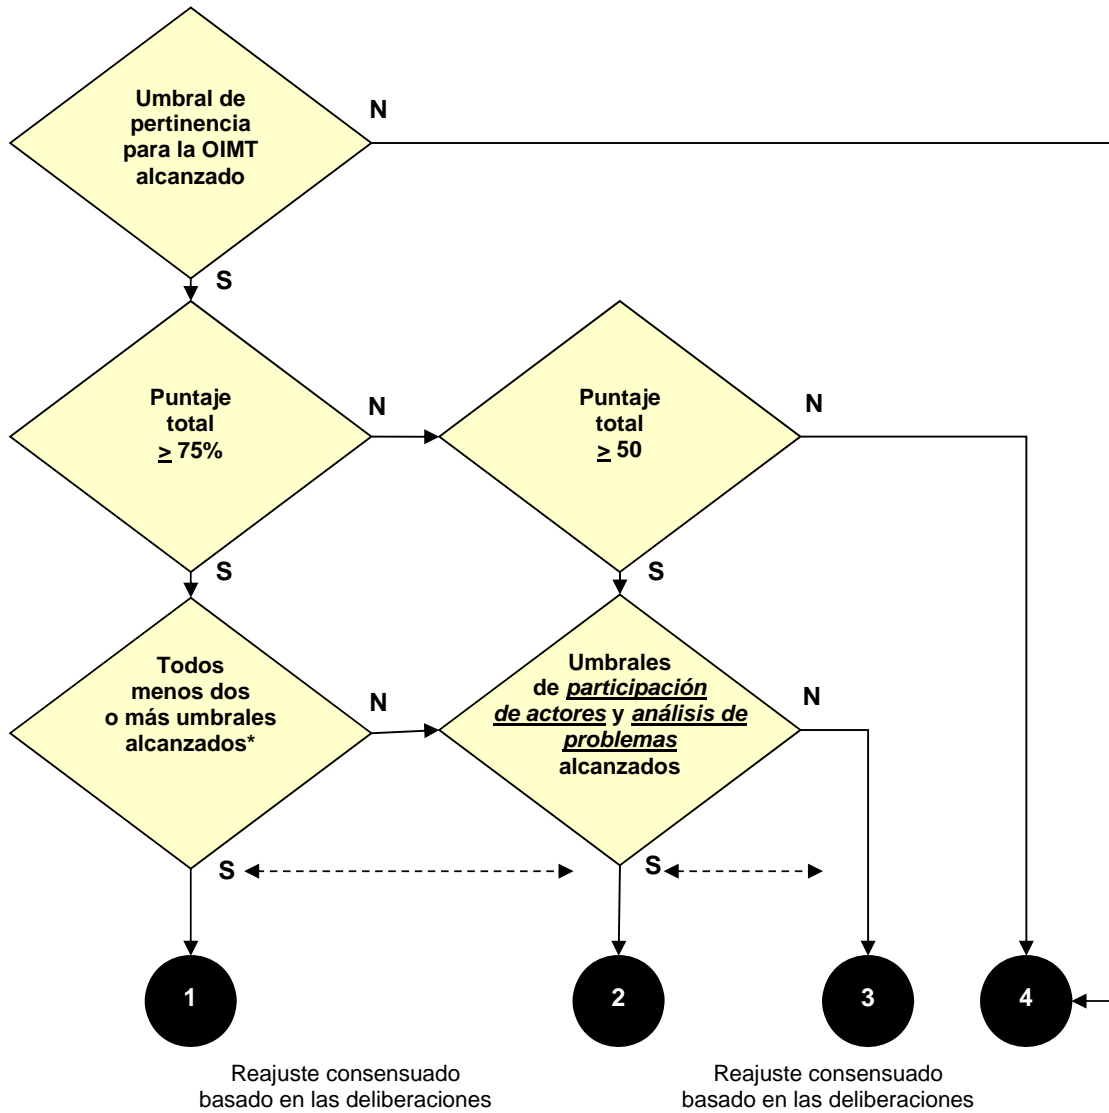 Umbral de
pertinencia
para la OIMT
alcanzado
N
S
Puntaje
total
≥ 75%
N
Puntaje
total
≥ 50
N
S
S
Todos
menos dos
o más umbrales
alcanzados*
N
Umbrales
de participación
de actores y análisis de
problemas
alcanzados
N
S
S
1
2
3
4
Reajuste consensuado
basado en las deliberaciones
Reajuste consensuado
basado en las deliberaciones